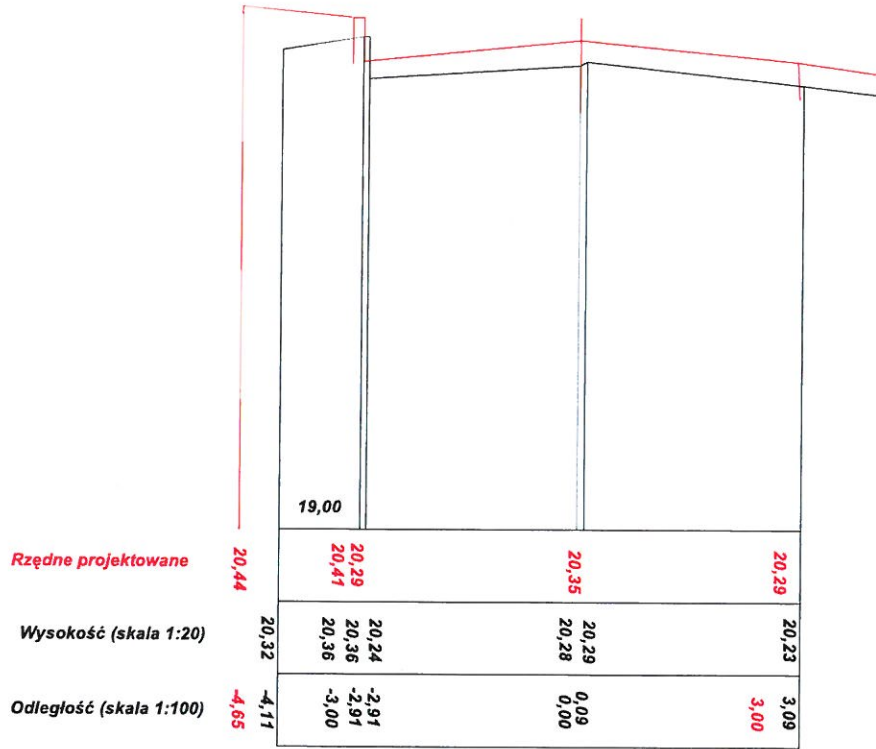 19,00
Rzędne projektowane 20,44 20,41 20,29 20,35 20,29
Wysokość (skala 1:20) 20,32 20,36 20,36 20,24 20,28 20,29 20,23
Odległość (skala 1:100) -4,65 -4,11 -3,00 -2,91 -2,91 0,00 0,09 3,00 3,09